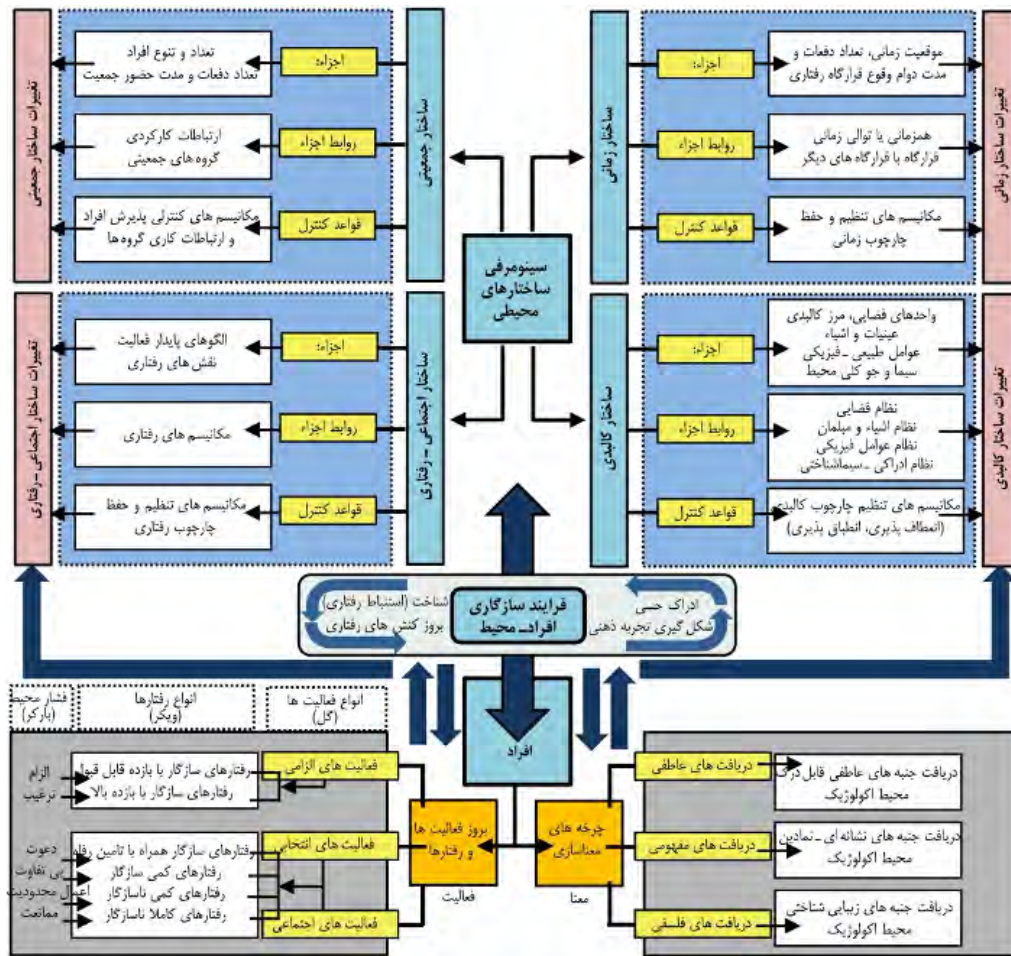 تغییرات ساختار زمانی
موقعیت زمانی، تعداد دفعات و
مدت دوام وقوع قرارگاه رفتاری
اجزاء:
همزمانی یا توالی زمانی
قرارگاه با قرارگاه های دیگر
روابط اجزاء
مکانیسم های تنظیم و حفظ
چارچوب زمانی
قواعد کنترل
ساختار زمانی
تغییرات ساختار جمعیتی
تعداد و تنوع افراد
تعداد دفعات و مدت حضور جمعیت
اجزاء:
ارتباطات کارکردی
گروه های جمعیتی
روابط اجزاء
مکانیسم های کنترلی پذیرش افراد
و ارتباطات کاری گروه‌ها
قواعد کنترل
ساختار جمعیتی
سینومرفی
ساختارهای
محیطی
تغییرات ساختار کالبدی
واحدهای فضایی، مرز کالبدی
عینیات و اشیاء
عوامل طبیعی -فیزیکی
سیما و جو کلی محیط
اجزاء:
نظام فضایی
نظام اشیاء و مبلمان
نظام عوامل فیزیکی
نظام ادراکی -سیماشناختی
روابط اجزاء
مکانیسم های تنظیم چارچوب کالبدی
(انعطاف پذیری، انطباق پذیری)
قواعد کنترل
ساختار کالبدی
تغییرات ساختار اجتماعی -رفتاری
الگوهای پایدار فعالیت
نقش های رفتاری
اجزاء:
مکانیسم های رفتاری
روابط اجزاء
مکانیسم های تنظیم و حفظ
چارچوب رفتاری
قواعد کنترل
ساختار اجتماعی -رفتاری
ادراک حسی
شکل گیری تجربه ذهنی
فرایند سازگاری
افراد- محیط
شناخت (استنباط رفتاری)
بروز کنش های رفتاری
افراد
دریافت جنبه های عاطفی قابل درک
محیط اکولوژیک
دریافت های عاطفی
دریافت جنبه های نشانه ای -نمادین
محیط اکولوژیک
دریافت های مفهومی
دریافت جنبه های زیبایی شناختی
محیط اکولوژیک
دریافت های فلسفی
چرخه های
معناسازی
معنا
بروز فعالیت ها
و رفتارها
فعالیت
انواع فعالیت ها
(گل)
انواع رفتارها
(ویکر)
فشار محیط
(بارکر)
فعالیت های الزامی
رفتارهای سازگار با بازده قابل قبول
رفتارهای سازگار با بازده بالا
الزام
ترغیب
فعالیت های انتخابی
فعالیت های اجتماعی
رفتارهای سازگار همراه با تامین رفاه
رفتارهای کمی سازگار
رفتارهای کمی ناسازگار
رفتارهای کاملا ناسازگار
دعوت
بی تفاوت
اعمال محدودیت
ممانعت